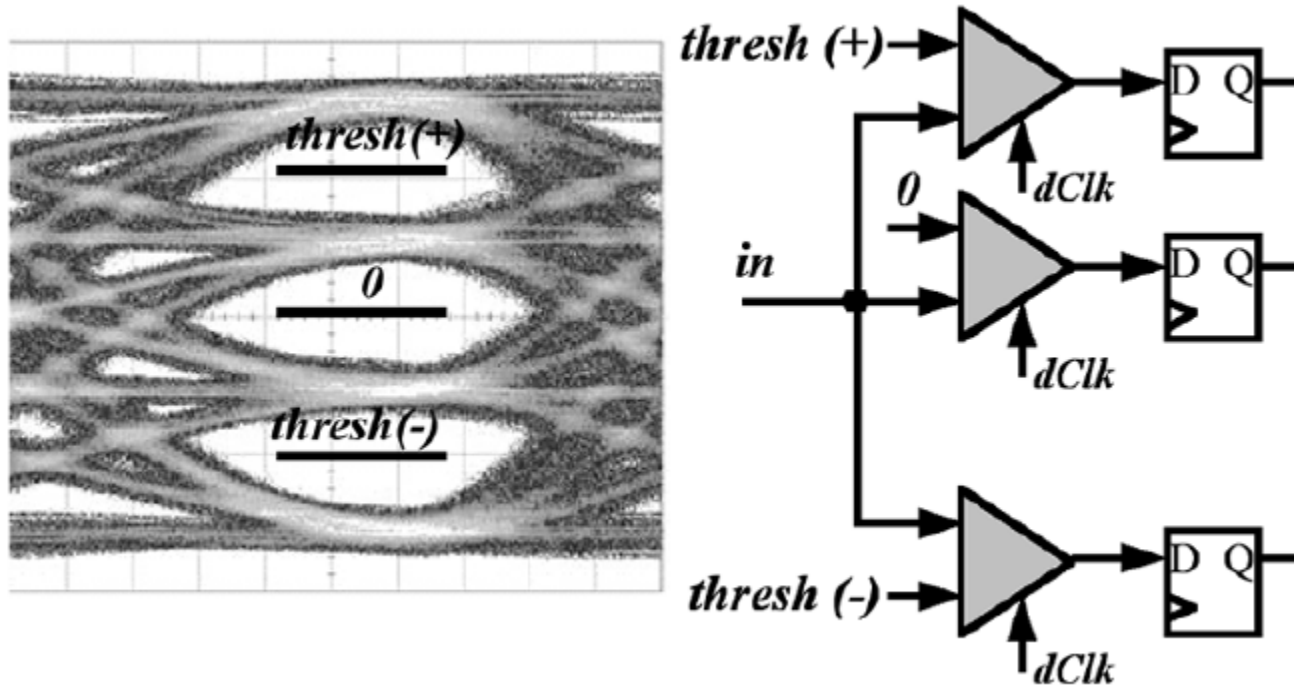 thresh(+)
0
thresh(-)
thresh (+)
D Q
dClk
0
in
D Q
dClk
thresh (-)
D Q
dClk